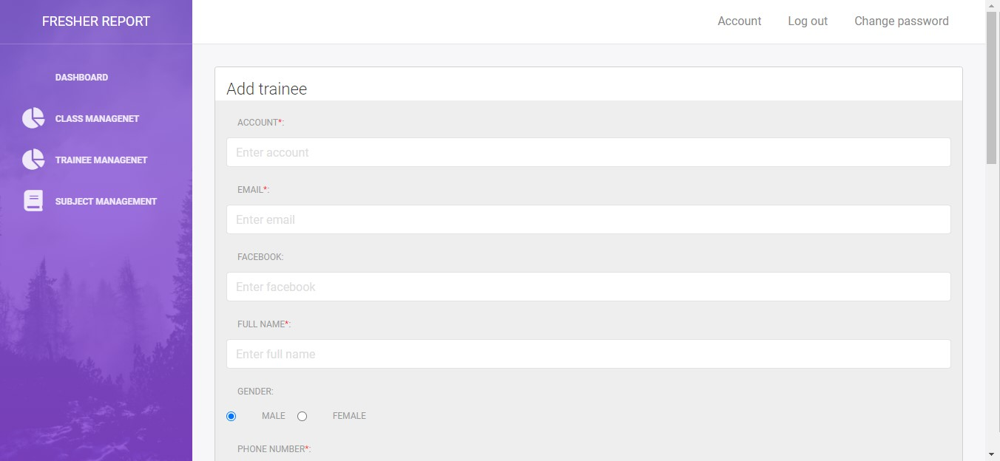 FRESHER REPORT
Account Log out Change password
DASHBOARD
CLASS MANAGENET
TRAINEE MANAGENET
SUBJECT MANAGEMENT
Add trainee
ACCOUNT*:
Enter account
EMAIL*:
Enter email
FACEBOOK:
Enter facebook
FULL NAME*:
Enter full name
GENDER:
MALE FEMALE
PHONE NUMBER*: